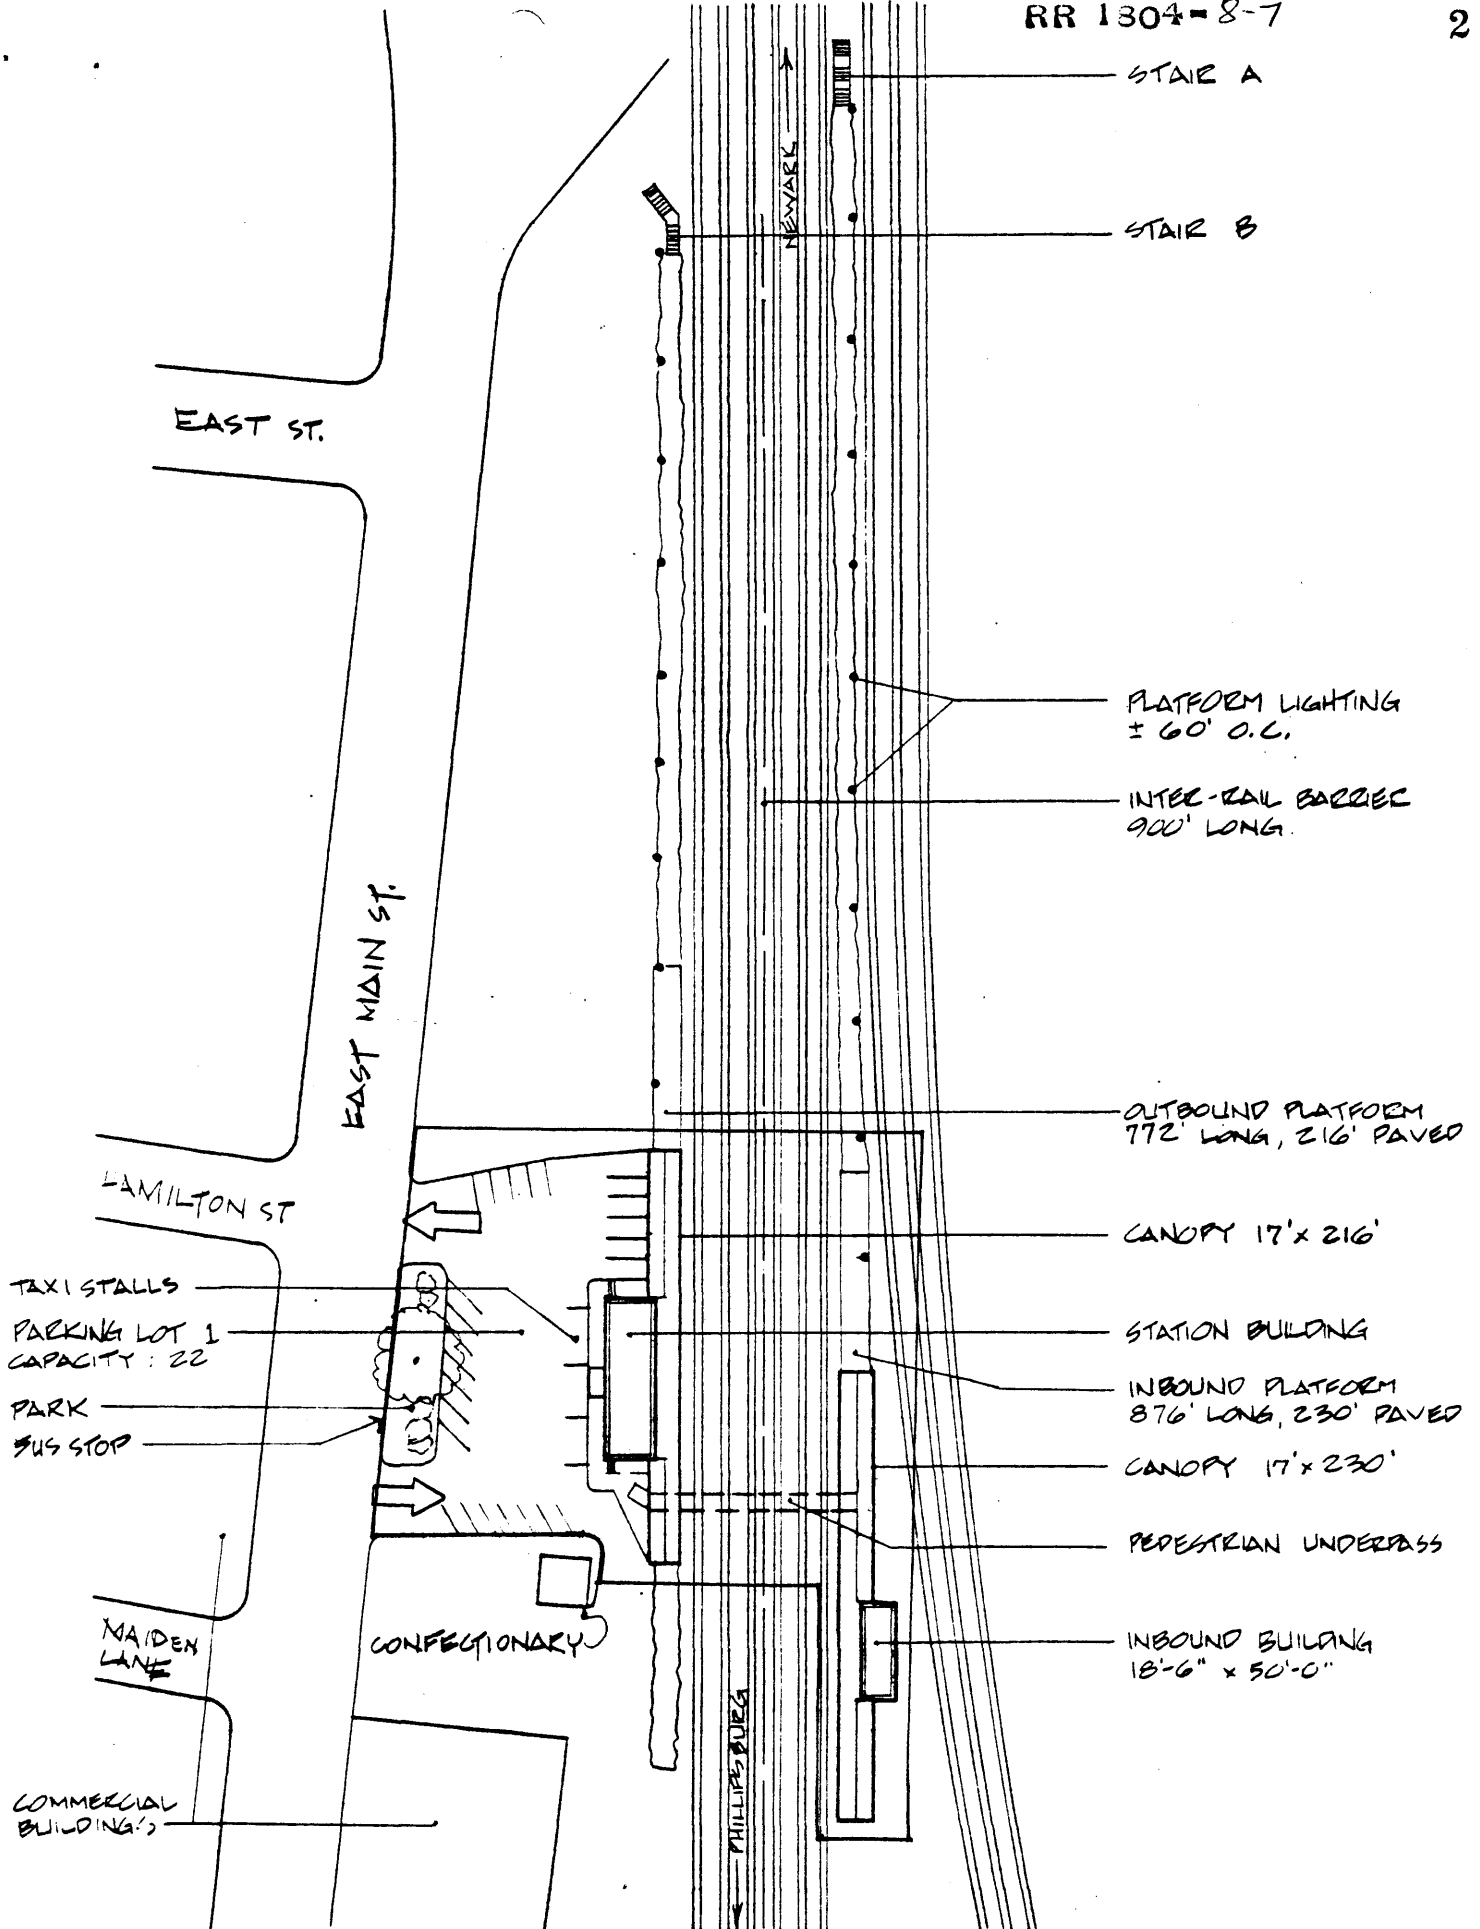 RR 1804-8-7
2
STAIR A
NEWARK
STAIR B
EAST ST.
PLATFORM LIGHTING
± 60' O.C.
INTER-RAIL BARRIER
900' LONG.
EAST MAIN ST.
OUTBOUND PLATFORM
772' LONG, 216' PAVED
HAMILTON ST
CANOPY 17' x 216'
TAXI STALLS
PARKING LOT 1
CAPACITY : 22
STATION BUILDING
INBOUND PLATFORM
876' LONG, 230' PAVED
PARK
BUS STOP
CANOPY 17' x 230'
PEDESTRIAN UNDERPASS
MAIDEN
LANE
CONFECTIONARY
INBOUND BUILDING
18'-6" x 50'-0"
PHILLIPSBURG
COMMERCIAL
BUILDING'S